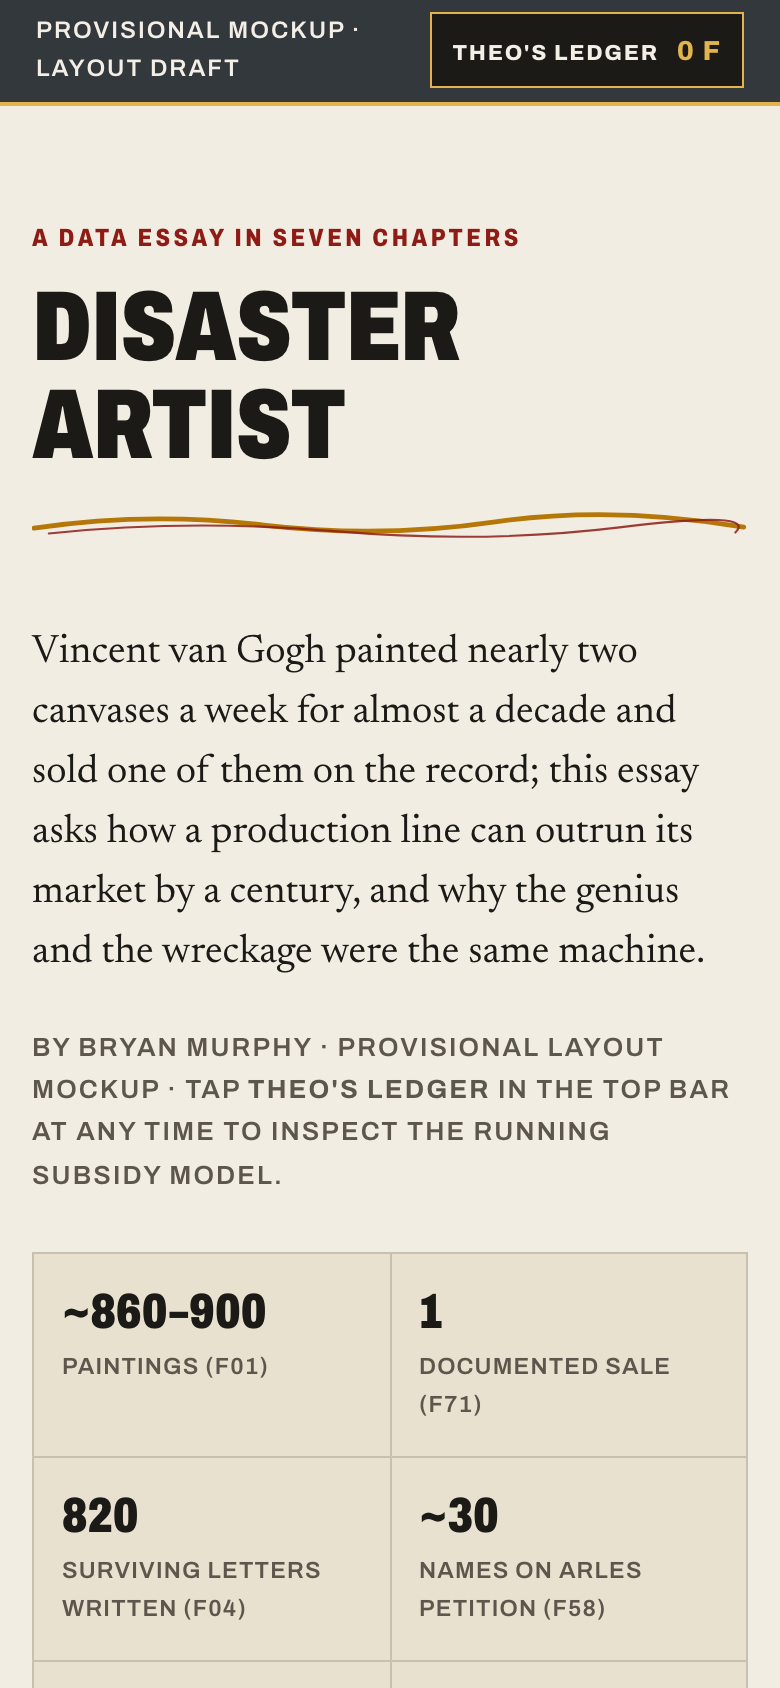 PROVISIONAL MOCKUP ·
LAYOUT DRAFT
THEO'S LEDGER 0 F
A DATA ESSAY IN SEVEN CHAPTERS
DISASTER
ARTIST
Vincent van Gogh painted nearly two
canvases a week for almost a decade and
sold one of them on the record; this essay
asks how a production line can outrun its
market by a century, and why the genius
and the wreckage were the same machine.
BY BRYAN MURPHY · PROVISIONAL LAYOUT
MOCKUP · TAP THEO'S LEDGER IN THE TOP BAR
AT ANY TIME TO INSPECT THE RUNNING
SUBSIDY MODEL.
~860–900
PAINTINGS (F01)
1
DOCUMENTED SALE
(F71)
820
SURVIVING LETTERS
WRITTEN (F04)
~30
NAMES ON ARLES
PETITION (F58)